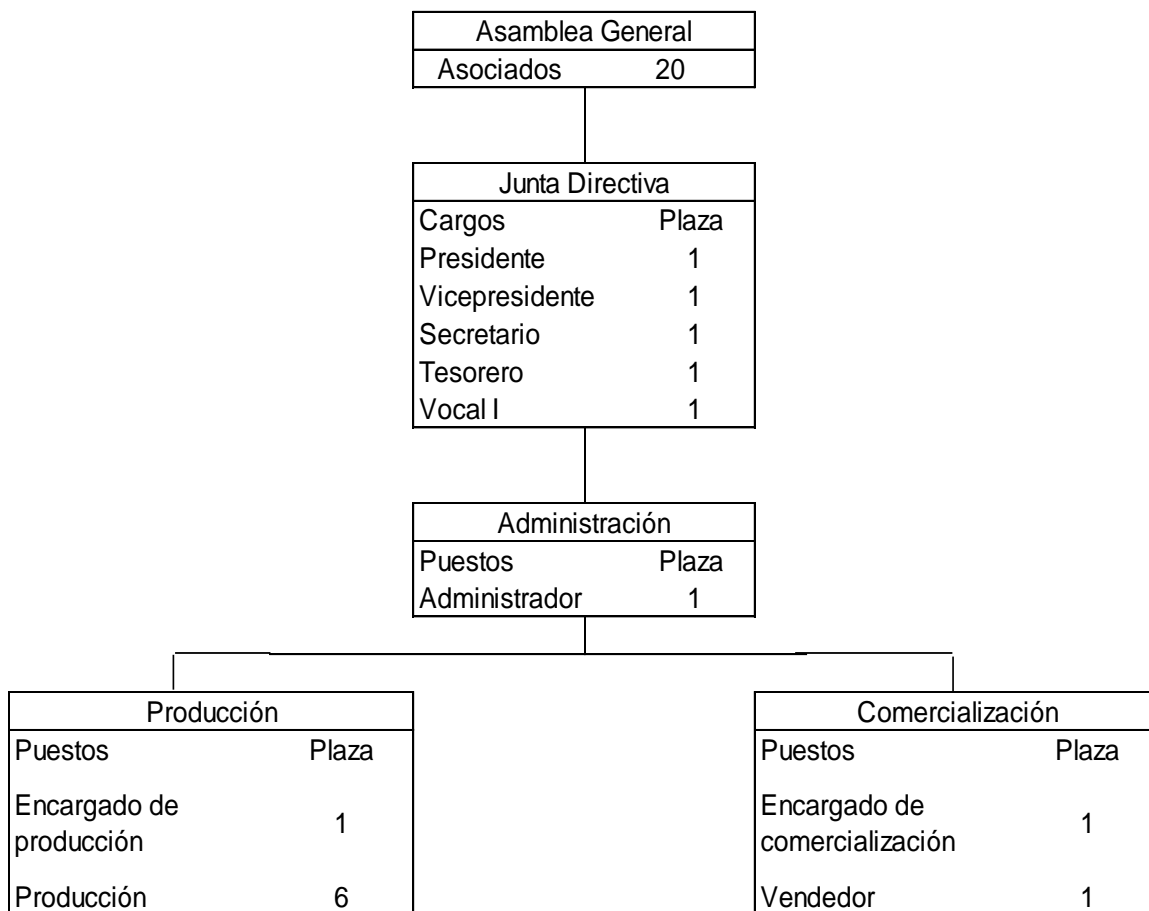 Asamblea General
Asociados 20
Junta Directiva
Cargos Plaza
Presidente 1
Vicepresidente 1
Secretario 1
Tesorero 1
Vocal I 1
Administración
Puestos Plaza
Administrador 1
Producción
Puestos Plaza
Encargado de
producción 1
Producción 6
Comercialización
Puestos Plaza
Encargado de
comercialización 1
Vendedor 1